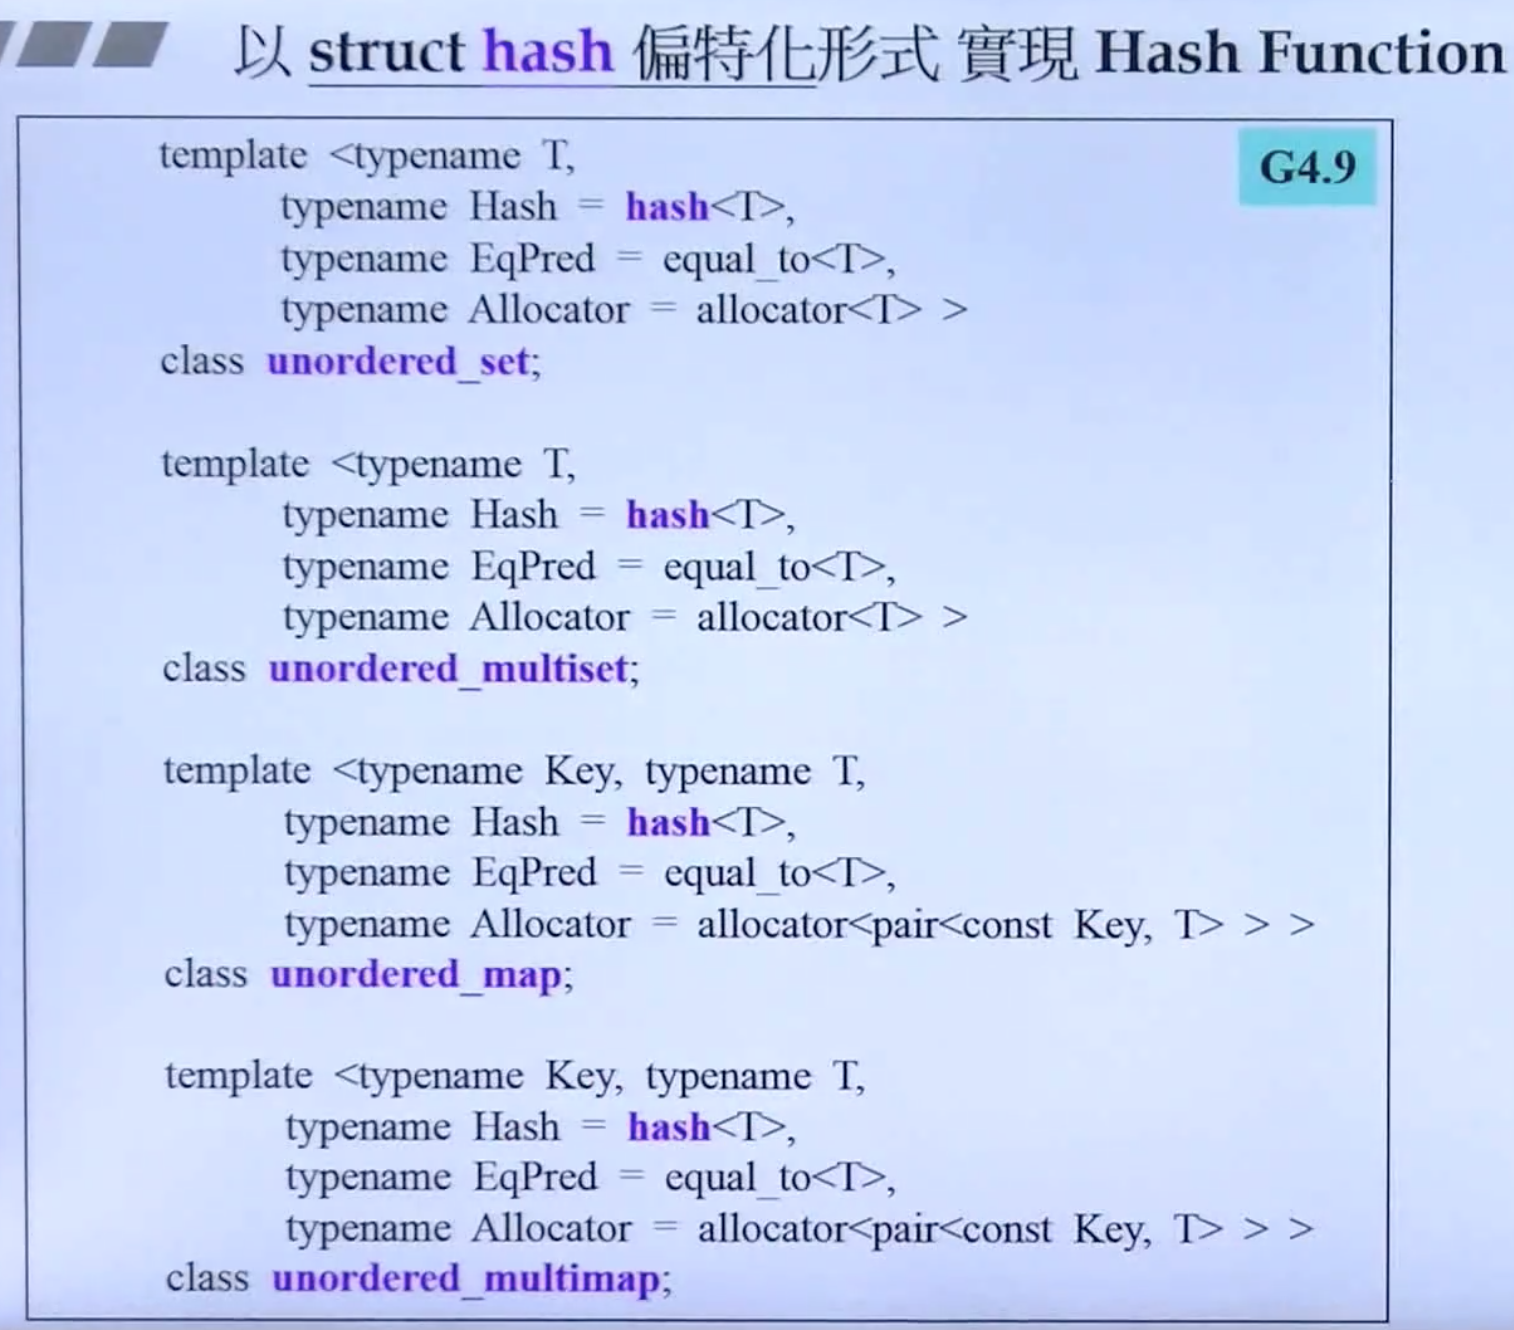 以 struct hash 偏特化形式 實現 Hash Function
G4.9
template <typename T,
typename Hash = hash<T>,
typename EqPred = equal_to<T>,
typename Allocator = allocator<T> >
class unordered_set;
template <typename T,
typename Hash = hash<T>,
typename EqPred = equal_to<T>,
typename Allocator = allocator<T> >
class unordered_multiset;
template <typename Key, typename T,
typename Hash = hash<T>,
typename EqPred = equal_to<T>,
typename Allocator = allocator<pair<const Key, T> > >
class unordered_map;
template <typename Key, typename T,
typename Hash = hash<T>,
typename EqPred = equal_to<T>,
typename Allocator = allocator<pair<const Key, T> > >
class unordered_multimap;